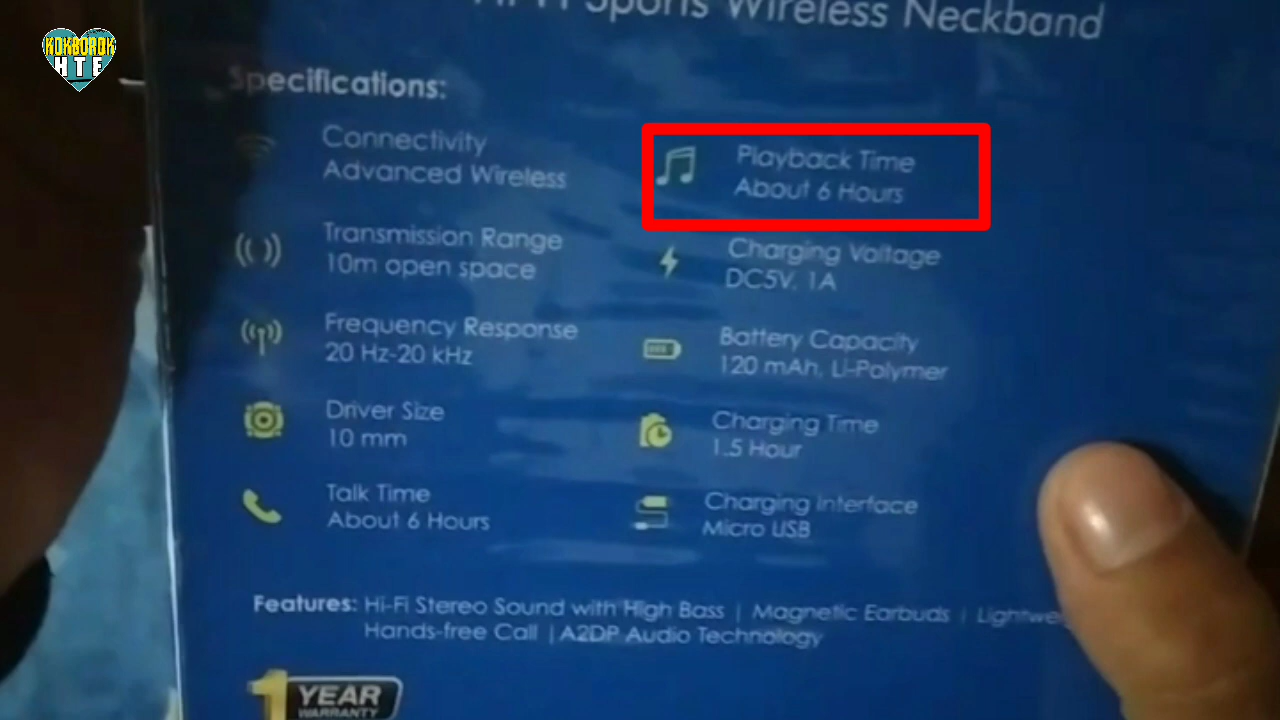 KOKBOROK
HTE
Sports Wireless Neckband
Specifications:
Connectivity
Advanced Wireless
Transmission Range
10m open space
Frequency Response
20 Hz-20 kHz
Driver Size
10 mm
Talk Time
About 6 Hours
Playback Time
About 6 Hours
Charging Voltage
DC5V, 1A
Battery Capacity
120 mAh, Li-Polymer
Charging Time
1.5 Hour
Charging Interface
Micro USB
Features: Hi-Fi Stereo Sound with High Bass | Magnetic Earbuds |
Hands-free Call | A2DP Audio Technology
1 YEAR
WARRANTY